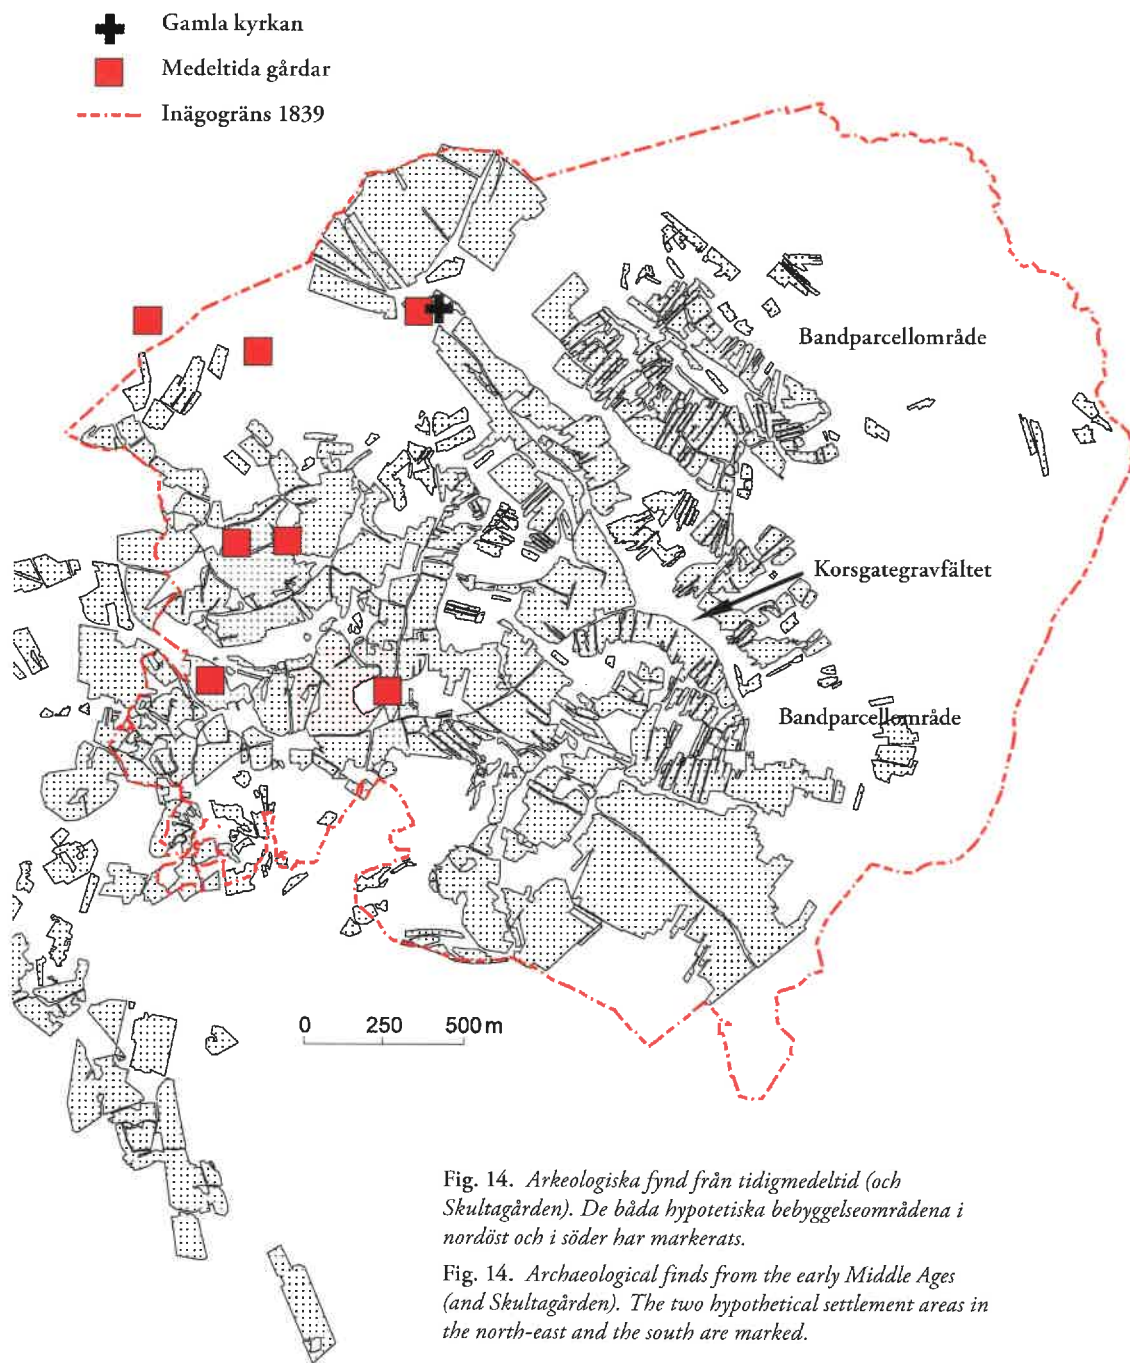 Gamla kyrkan
Medeltida gårdar
Inägogräns 1839
Bandparcellområde
Korsgategravfältet
Bandparcellområde
0 250 500 m
Fig. 14. Arkeologiska fynd från tidigmedeltid (och
Skultagården). De båda hypotetiska bebyggelseområdena i
nordöst och i söder har markerats.
Fig. 14. Archaeological finds from the early Middle Ages
(and Skultagården). The two hypothetical settlement areas in
the north-east and the south are marked.